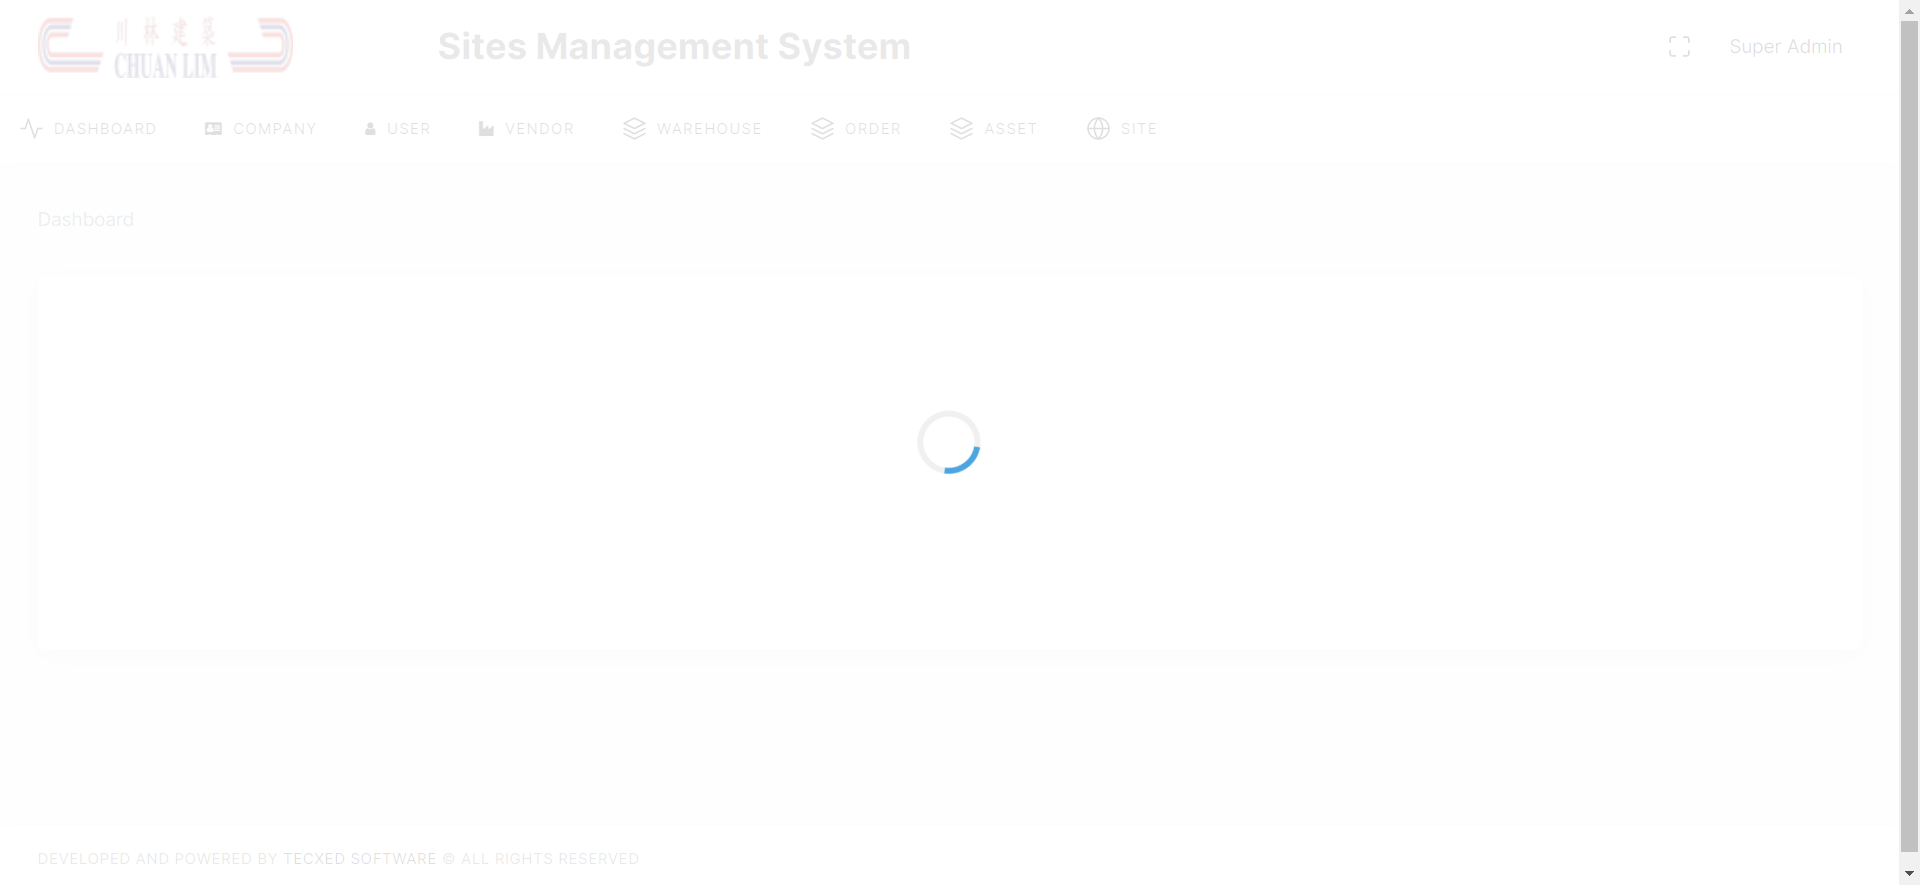 川林建築
CHUAN LIM
Sites Management System
Super Admin
DASHBOARD
COMPANY
USER
VENDOR
WAREHOUSE
ORDER
ASSET
SITE
Dashboard
DEVELOPED AND POWERED BY TECXED SOFTWARE © ALL RIGHTS RESERVED